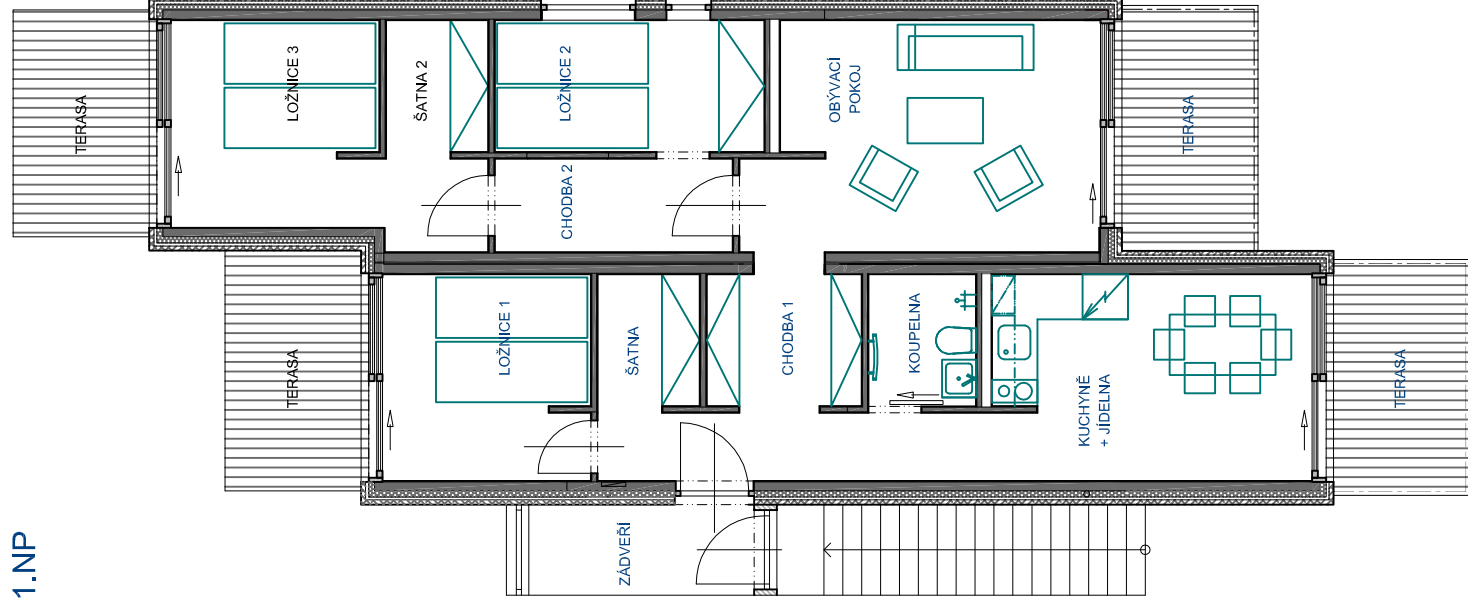 1.NP
TERASA
LOŽNICE 3
ŠATNA 2
LOŽNICE 2
OBÝVACÍ
POKOJ
TERASA
CHODBA 2
TERASA
LOŽNICE 1
ŠATNA
CHODBA 1
KOUPELNA
KUCHYNĚ
+ JÍDELNA
TERASA
ZÁDVEŘÍ